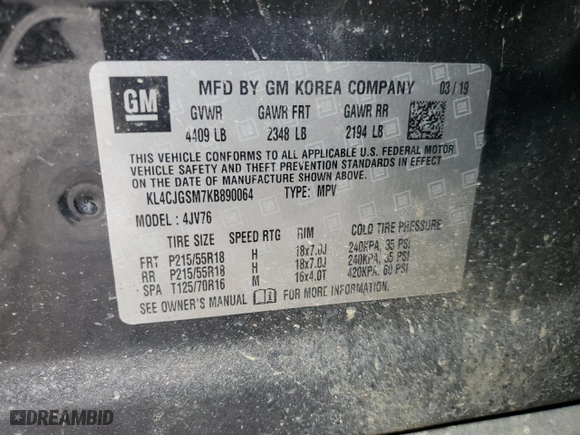 GM MFD BY GM KOREA COMPANY 03/19
GVWR GAWR FRT GAWR RR
4409 LB 2348 LB 2194 LB
THIS VEHICLE CONFORMS TO ALL APPLICABLE U.S. FEDERAL MOTOR
VEHICLE SAFETY AND THEFT PREVENTION STANDARDS IN EFFECT
ON THE DATE OF MANUFACTURE SHOWN ABOVE.
KL4CJGSM7KB890064 TYPE: MPV
MODEL: 4JV76
TIRE SIZE SPEED RTG RIM COLD TIRE PRESSURE
FRT P215/55R18 H 18x7.0J 240KPA, 35 PSI
RR P215/55R18 H 18x7.0J 240KPA, 35 PSI
SPA T125/70R16 M 16x4.0T 420KPA, 60 PSI
SEE OWNER'S MANUAL FOR MORE INFORMATION.
DREAMBID